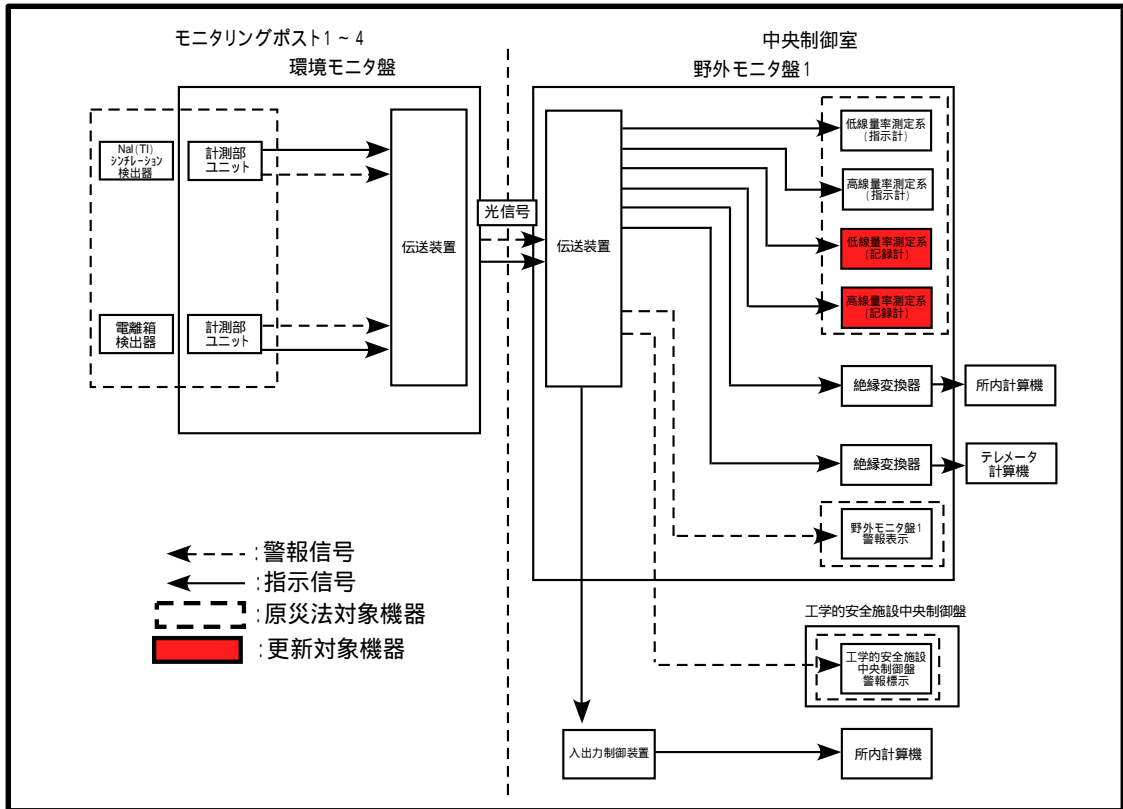 モニタリングポスト1～4
環境モニタ盤
中央制御室
野外モニタ盤1
NaI(Tl)
シンチレーション
検出器
計測部
ユニット
電離箱
検出器
計測部
ユニット
伝送装置
光信号
伝送装置
低線量率測定系
(指示計)
高線量率測定系
(指示計)
低線量率測定系
(記録計)
高線量率測定系
(記録計)
絶縁変換器
所内計算機
絶縁変換器
テレメータ
計算機
野外モニタ盤1
警報表示
工学的安全施設中央制御盤
工学的安全施設
中央制御盤
警報標示
入出力制御装置
所内計算機
:警報信号
:指示信号
:原災法対象機器
:更新対象機器